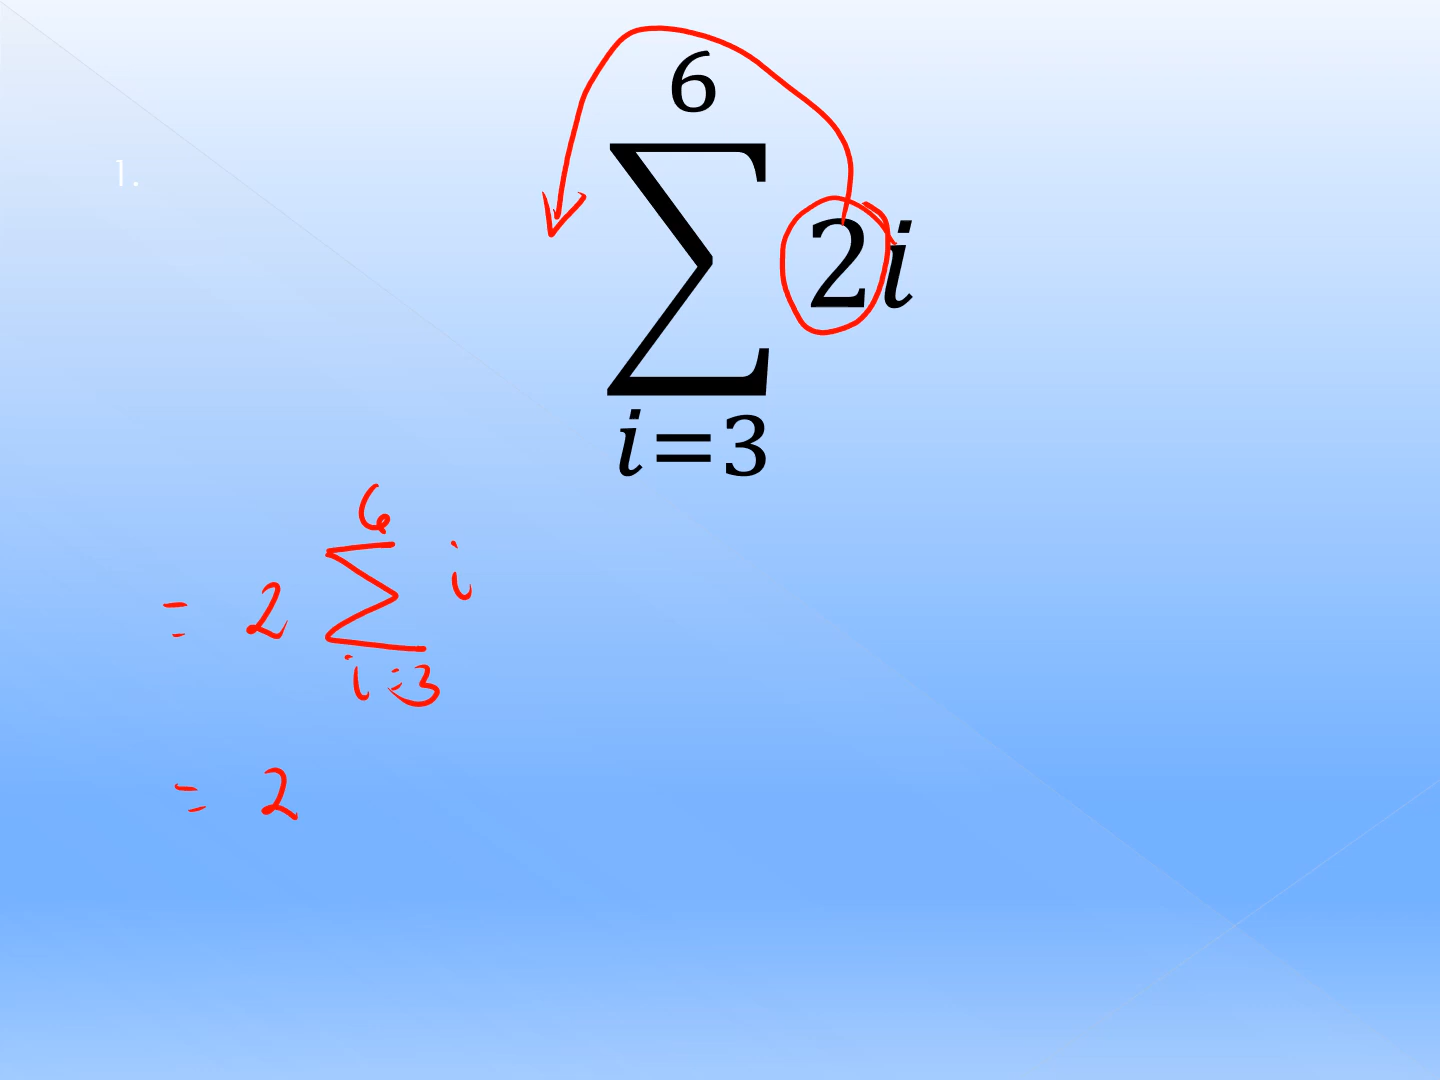 1.
6
∑ 2i
i=3
6
= 2 ∑ i
i=3
= 2